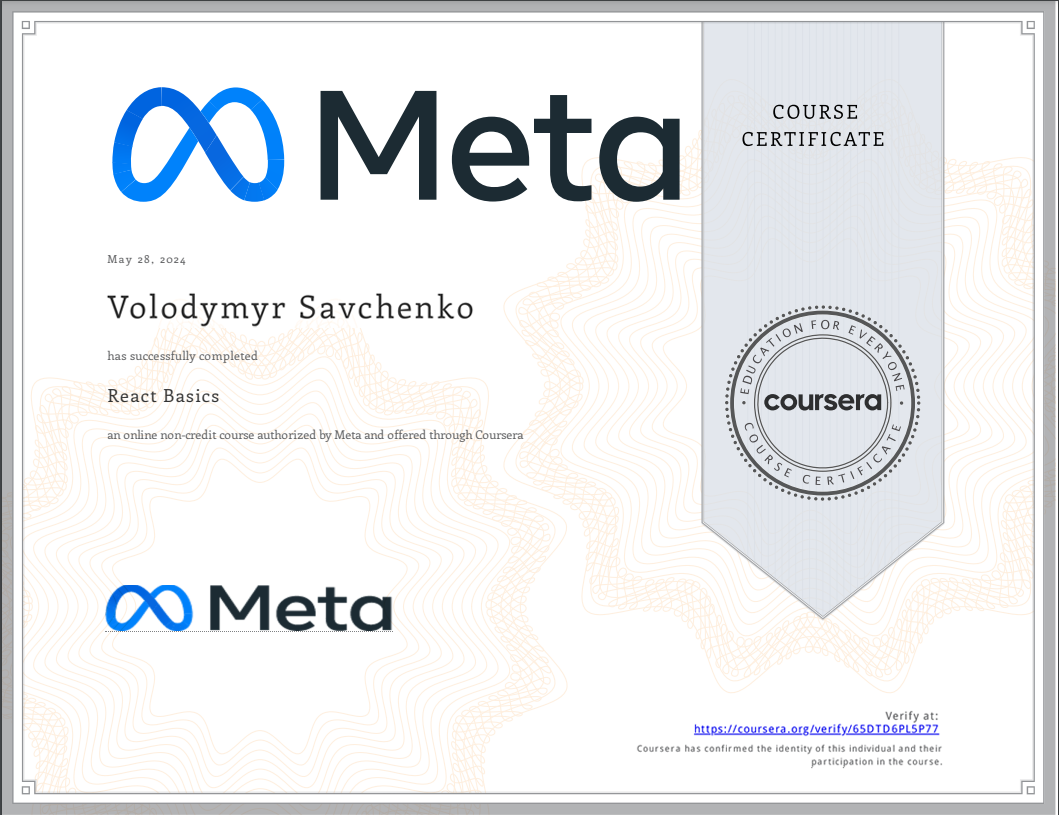 Meta
COURSE
CERTIFICATE
May 28, 2024
Volodymyr Savchenko
has successfully completed
React Basics
an online non-credit course authorized by Meta and offered through Coursera
EDUCATION FOR EVERYONE
coursera
COURSE CERTIFICATE
Meta
Verify at:
https://coursera.org/verify/65DTD6PL5P77
Coursera has confirmed the identity of this individual and their
participation in the course.